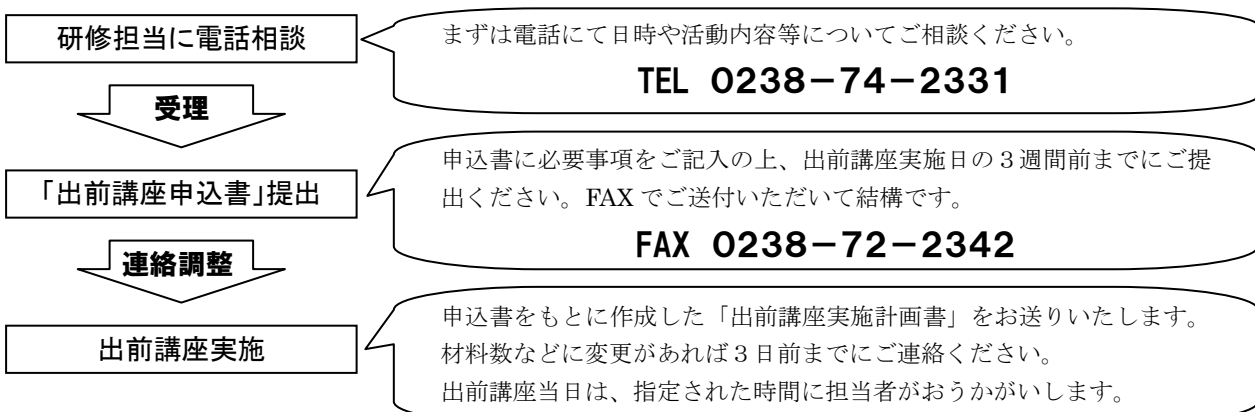 研修担当に電話相談
まずは電話にて日時や活動内容等についてご相談ください。
TEL 0238-74-2331
受理
「出前講座申込書」提出
申込書に必要事項をご記入の上、出前講座実施日の３週間前までにご提
出ください。FAX でご送付いただいて結構です。
FAX 0238-72-2342
連絡調整
出前講座実施
申込書をもとに作成した「出前講座実施計画書」をお送りいたします。
材料数などに変更があれば３日前までにご連絡ください。
出前講座当日は、指定された時間に担当者がおうかがいします。